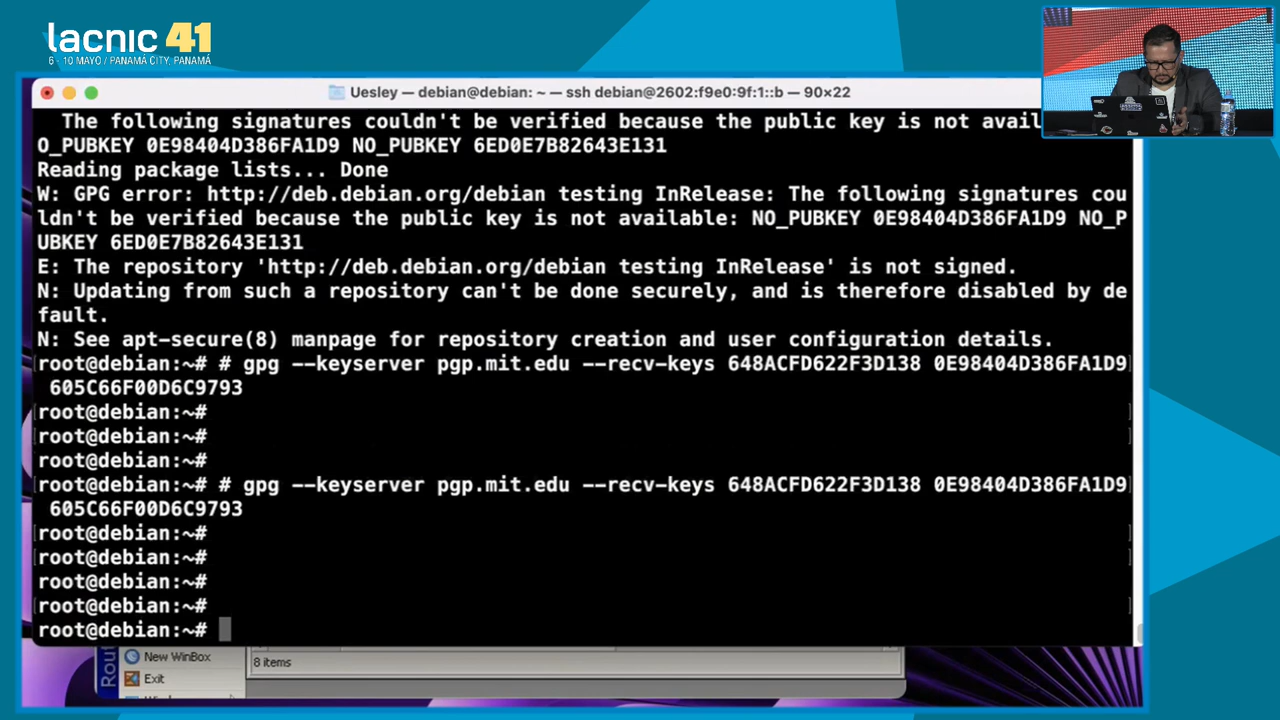 lacnic 41
6 - 10 MAYO / PANAMÁ CITY, PANAMÁ
Uesley — debian@debian: ~ — ssh debian@2602:f9e0:9f:1::b — 90×22
The following signatures couldn't be verified because the public key is not avail
O_PUBKEY 0E98404D386FA1D9 NO_PUBKEY 6ED0E7B82643E131
Reading package lists... Done
W: GPG error: http://deb.debian.org/debian testing InRelease: The following signatures cou
ldn't be verified because the public key is not available: NO_PUBKEY 0E98404D386FA1D9 NO_P
UBKEY 6ED0E7B82643E131
E: The repository 'http://deb.debian.org/debian testing InRelease' is not signed.
N: Updating from such a repository can't be done securely, and is therefore disabled by de
fault.
N: See apt-secure(8) manpage for repository creation and user configuration details.
root@debian:~# # gpg --keyserver pgp.mit.edu --recv-keys 648ACFD622F3D138 0E98404D386FA1D9
605C66F00D6C9793
root@debian:~#
root@debian:~#
root@debian:~#
root@debian:~# # gpg --keyserver pgp.mit.edu --recv-keys 648ACFD622F3D138 0E98404D386FA1D9
605C66F00D6C9793
root@debian:~#
root@debian:~#
root@debian:~#
root@debian:~#
root@debian:~#
Rout
New WinBox
8 items
Exit